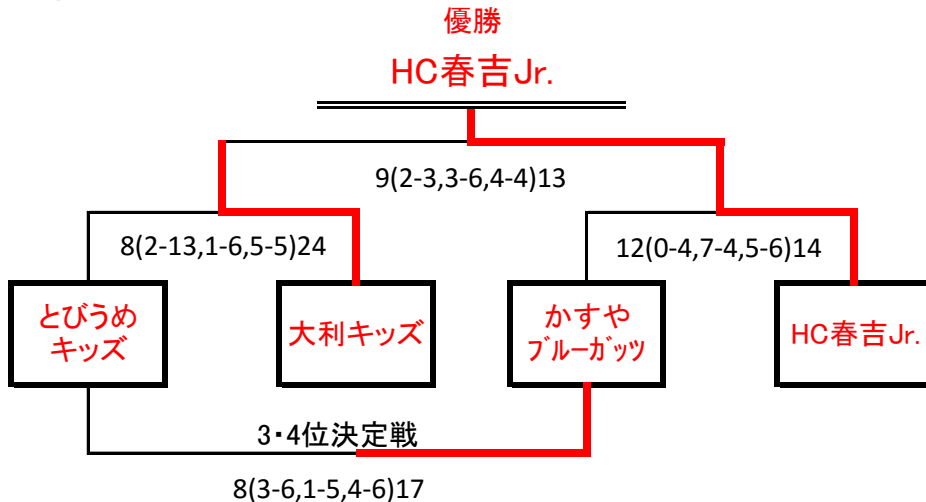 優勝
HC春吉Jr.
9(2-3,3-6,4-4)13
8(2-13,1-6,5-5)24
12(0-4,7-4,5-6)14
とびうめ
キッズ
大利キッズ
かすや
ブルーガッツ
HC春吉Jr.
3・4位決定戦
8(3-6,1-5,4-6)17